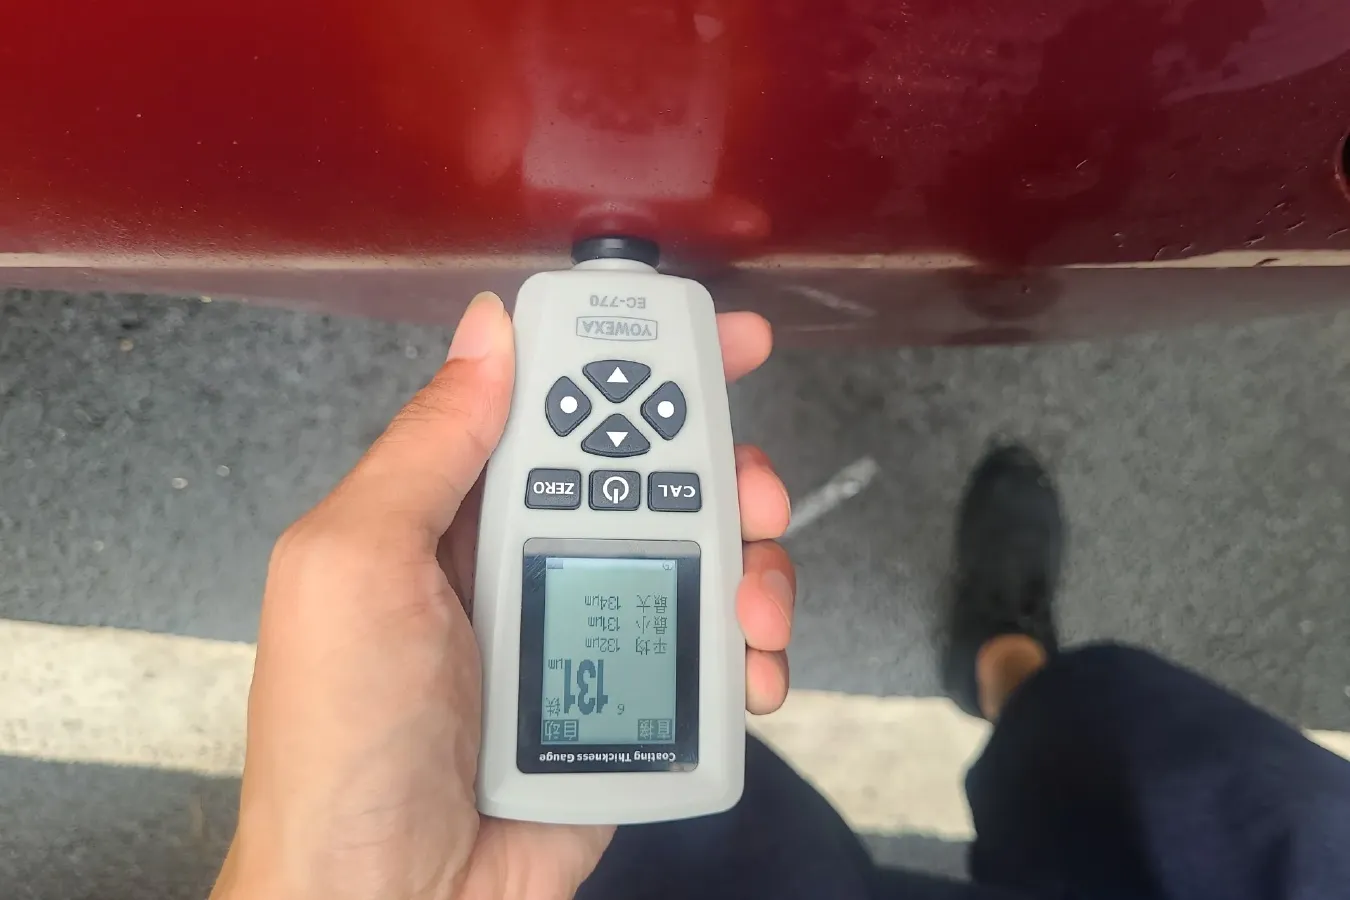 Coating Thickness Gauge
直接 自动
6 铁
131 μm
平均 132μm
最小 131μm
最大 134μm
CAL ZERO
YOWEXA
EC-770